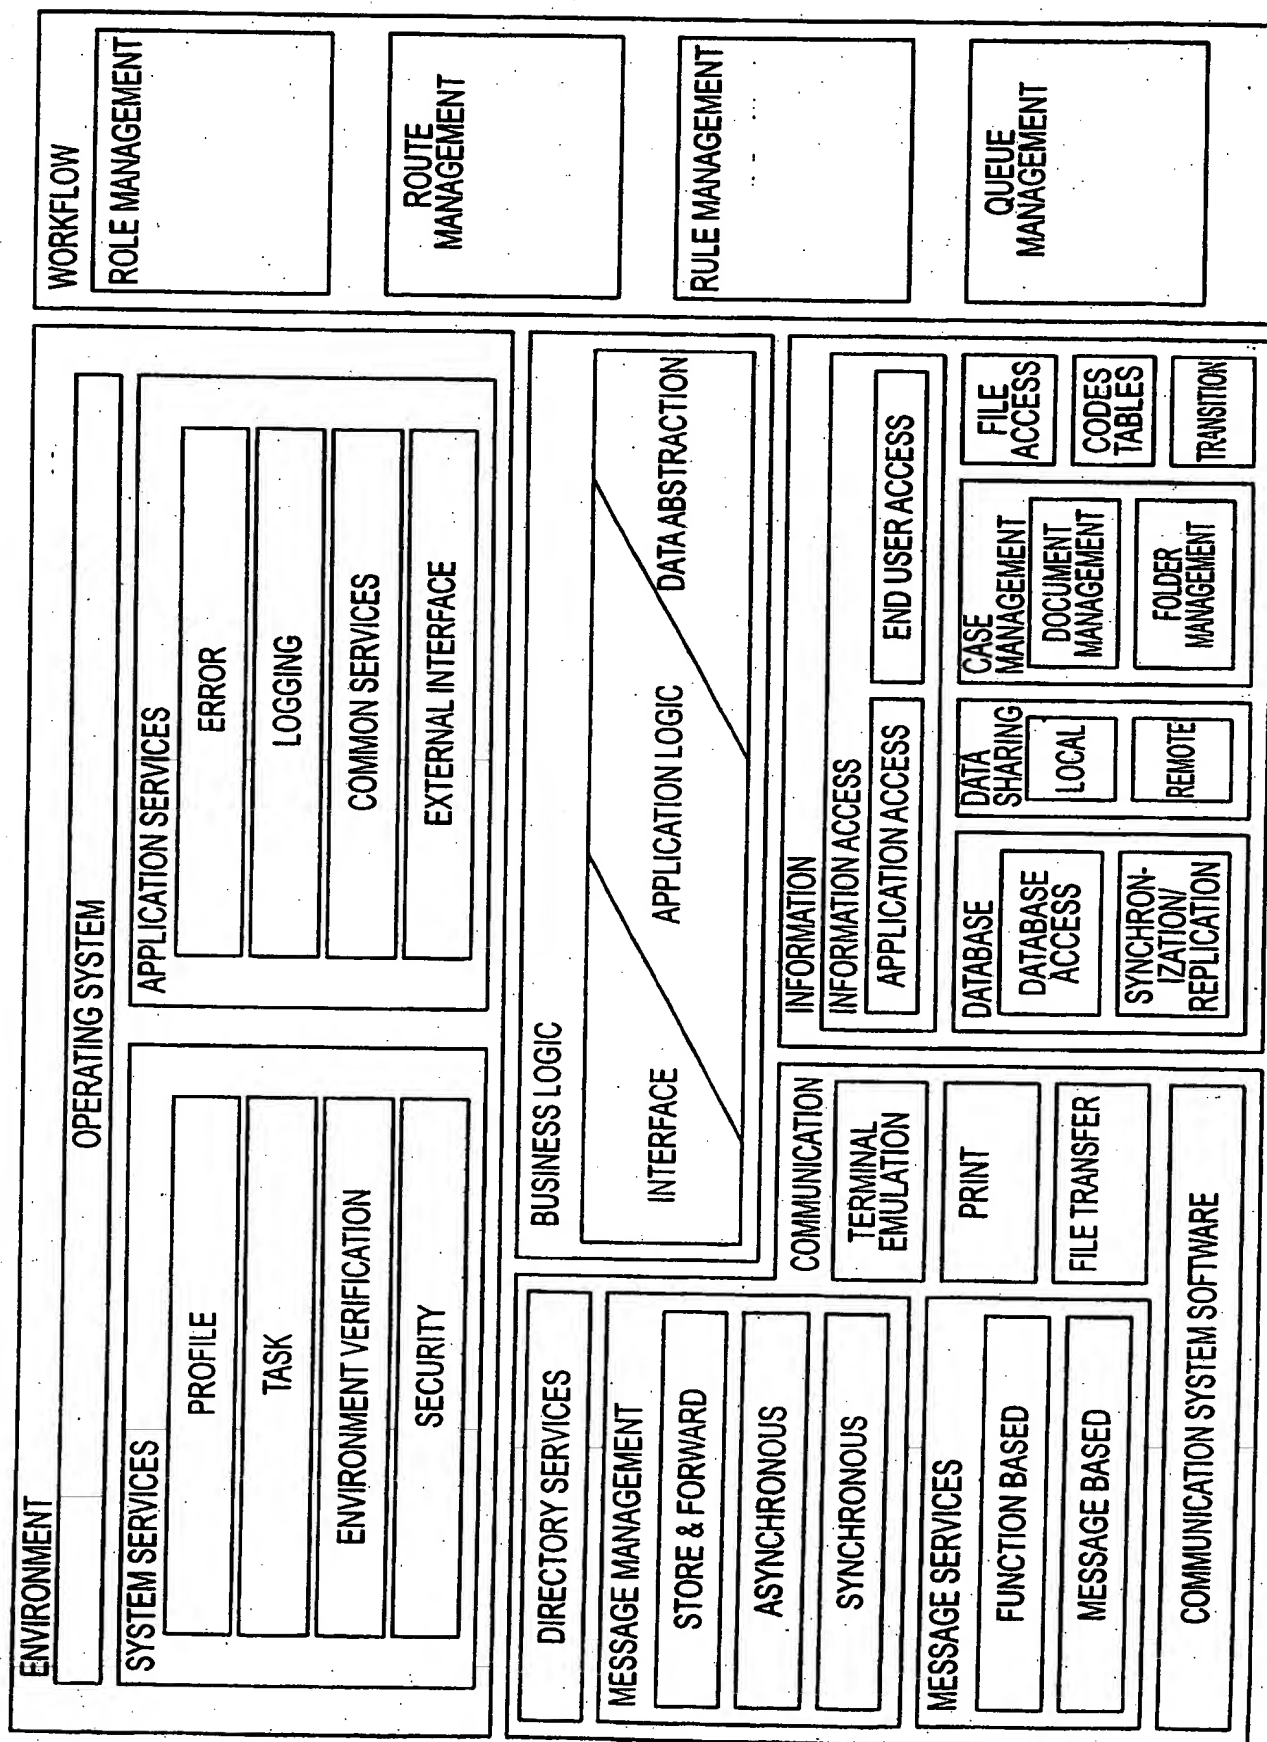 ENVIRONMENT
OPERATING SYSTEM
SYSTEM SERVICES
PROFILE
TASK
ENVIRONMENT VERIFICATION
SECURITY
APPLICATION SERVICES
ERROR
LOGGING
COMMON SERVICES
EXTERNAL INTERFACE
DIRECTORY SERVICES
MESSAGE MANAGEMENT
STORE & FORWARD
ASYNCHRONOUS
SYNCHRONOUS
MESSAGE SERVICES
FUNCTION BASED
MESSAGE BASED
COMMUNICATION
TERMINAL
EMULATION
PRINT
FILE TRANSFER
COMMUNICATION SYSTEM SOFTWARE
BUSINESS LOGIC
INTERFACE
APPLICATION LOGIC
DATA ABSTRACTION
INFORMATION
INFORMATION ACCESS
APPLICATION ACCESS
END USER ACCESS
DATABASE
DATABASE
ACCESS
SYNCHRON-
IZATION/
REPLICATION
DATA
SHARING
LOCAL
REMOTE
CASE
MANAGEMENT
DOCUMENT
MANAGEMENT
FOLDER
MANAGEMENT
FILE
ACCESS
CODES
TABLES
TRANSITION
WORKFLOW
ROLE MANAGEMENT
ROUTE
MANAGEMENT
RULE MANAGEMENT
QUEUE
MANAGEMENT